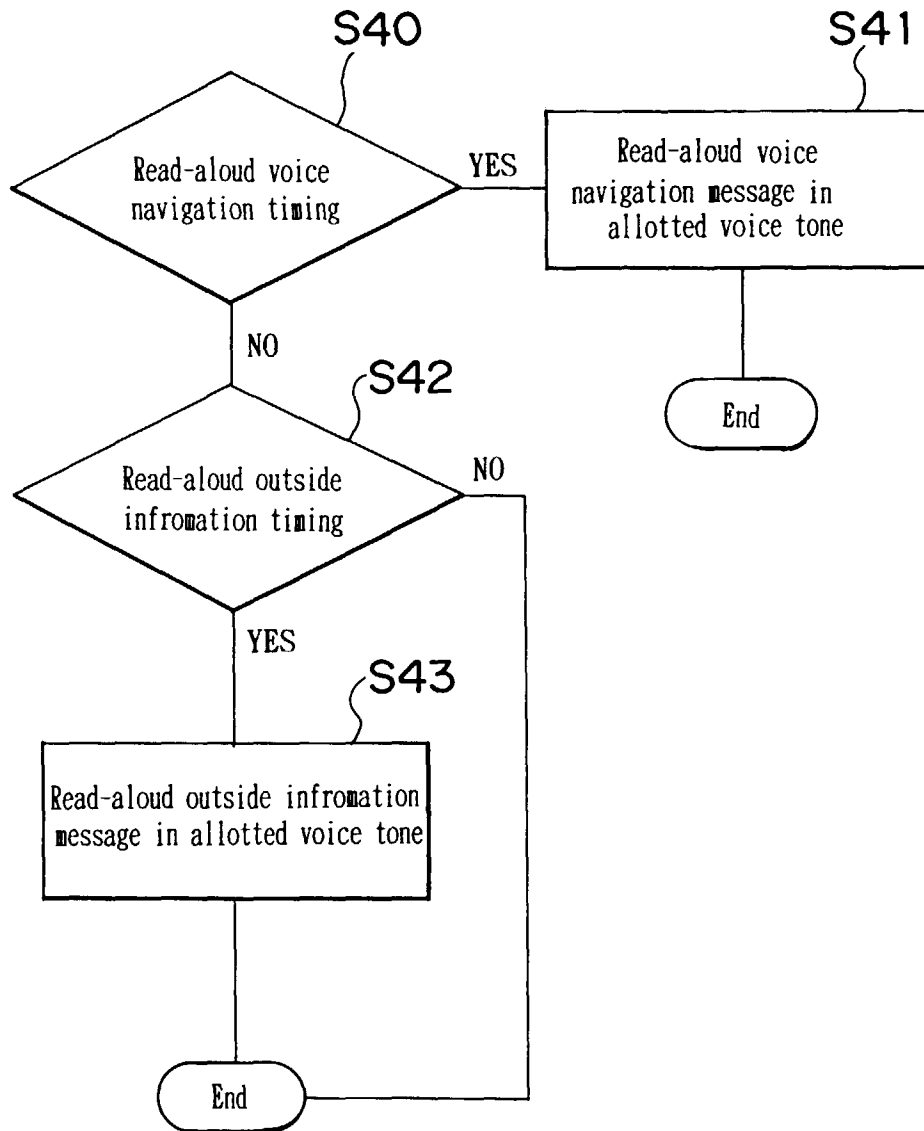 S40
S41
Read-aloud voice
navigation timing
YES
Read-aloud voice
navigation message in
allotted voice tone
NO
End
S42
Read-aloud outside
infromation timing
NO
YES
S43
Read-aloud outside infromation
message in allotted voice tone
End